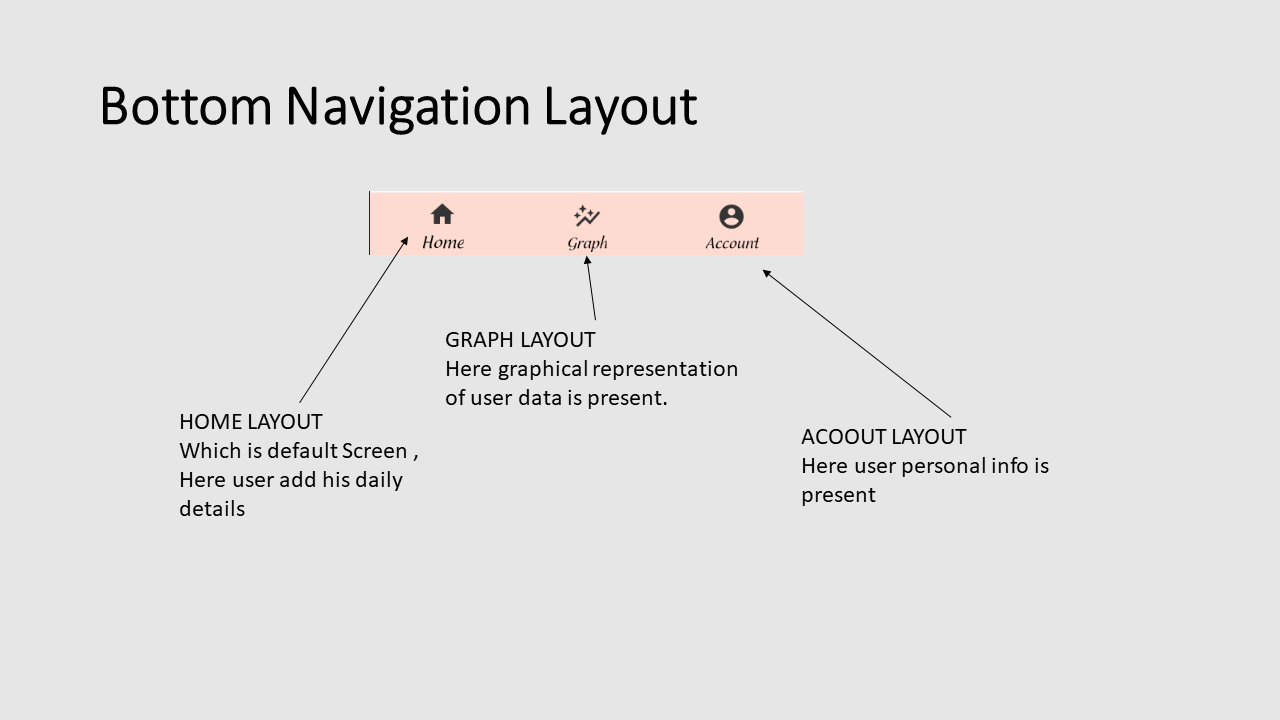 Bottom Navigation Layout
Home
Graph
Account
GRAPH LAYOUT
Here graphical representation
of user data is present.
HOME LAYOUT
Which is default Screen ,
Here user add his daily
details
ACOOUT LAYOUT
Here user personal info is
present